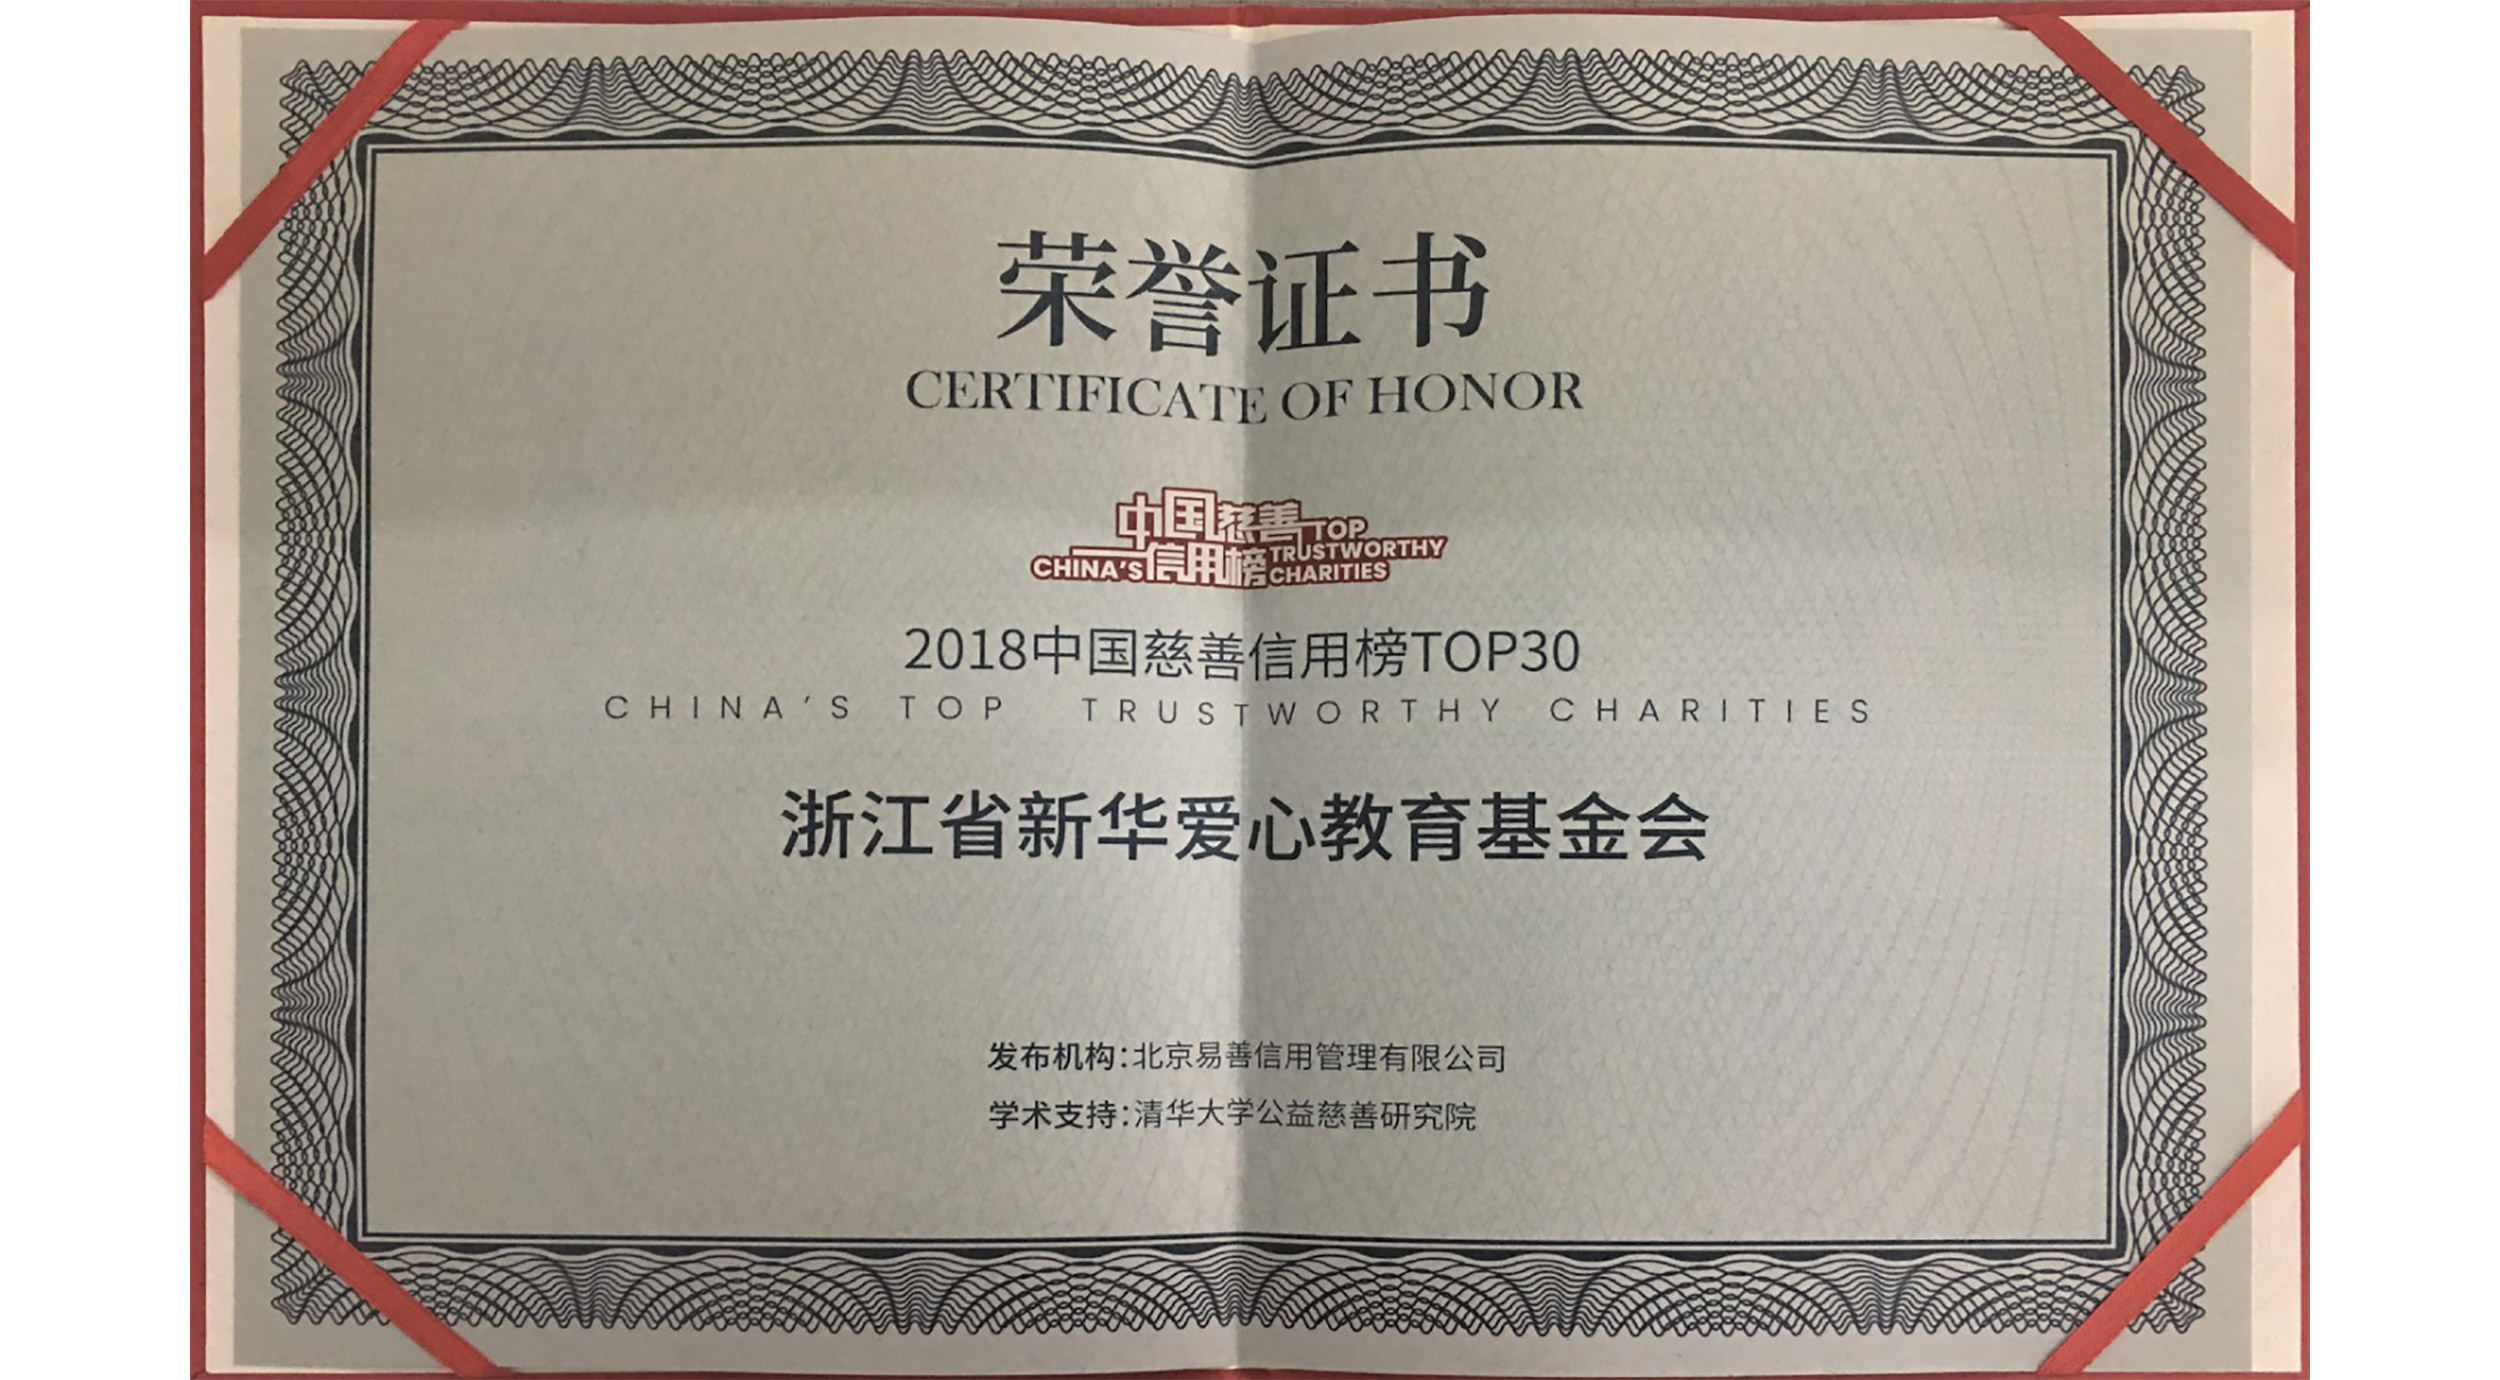 荣誉证书
CERTIFICATE OF HONOR
中国慈善 TOP
信用榜 TRUSTWORTHY
CHINA'S CHARITIES
2018中国慈善信用榜TOP30
CHINA'S TOP TRUSTWORTHY CHARITIES
浙江省新华爱心教育基金会
发布机构:北京易善信用管理有限公司
学术支持:清华大学公益慈善研究院